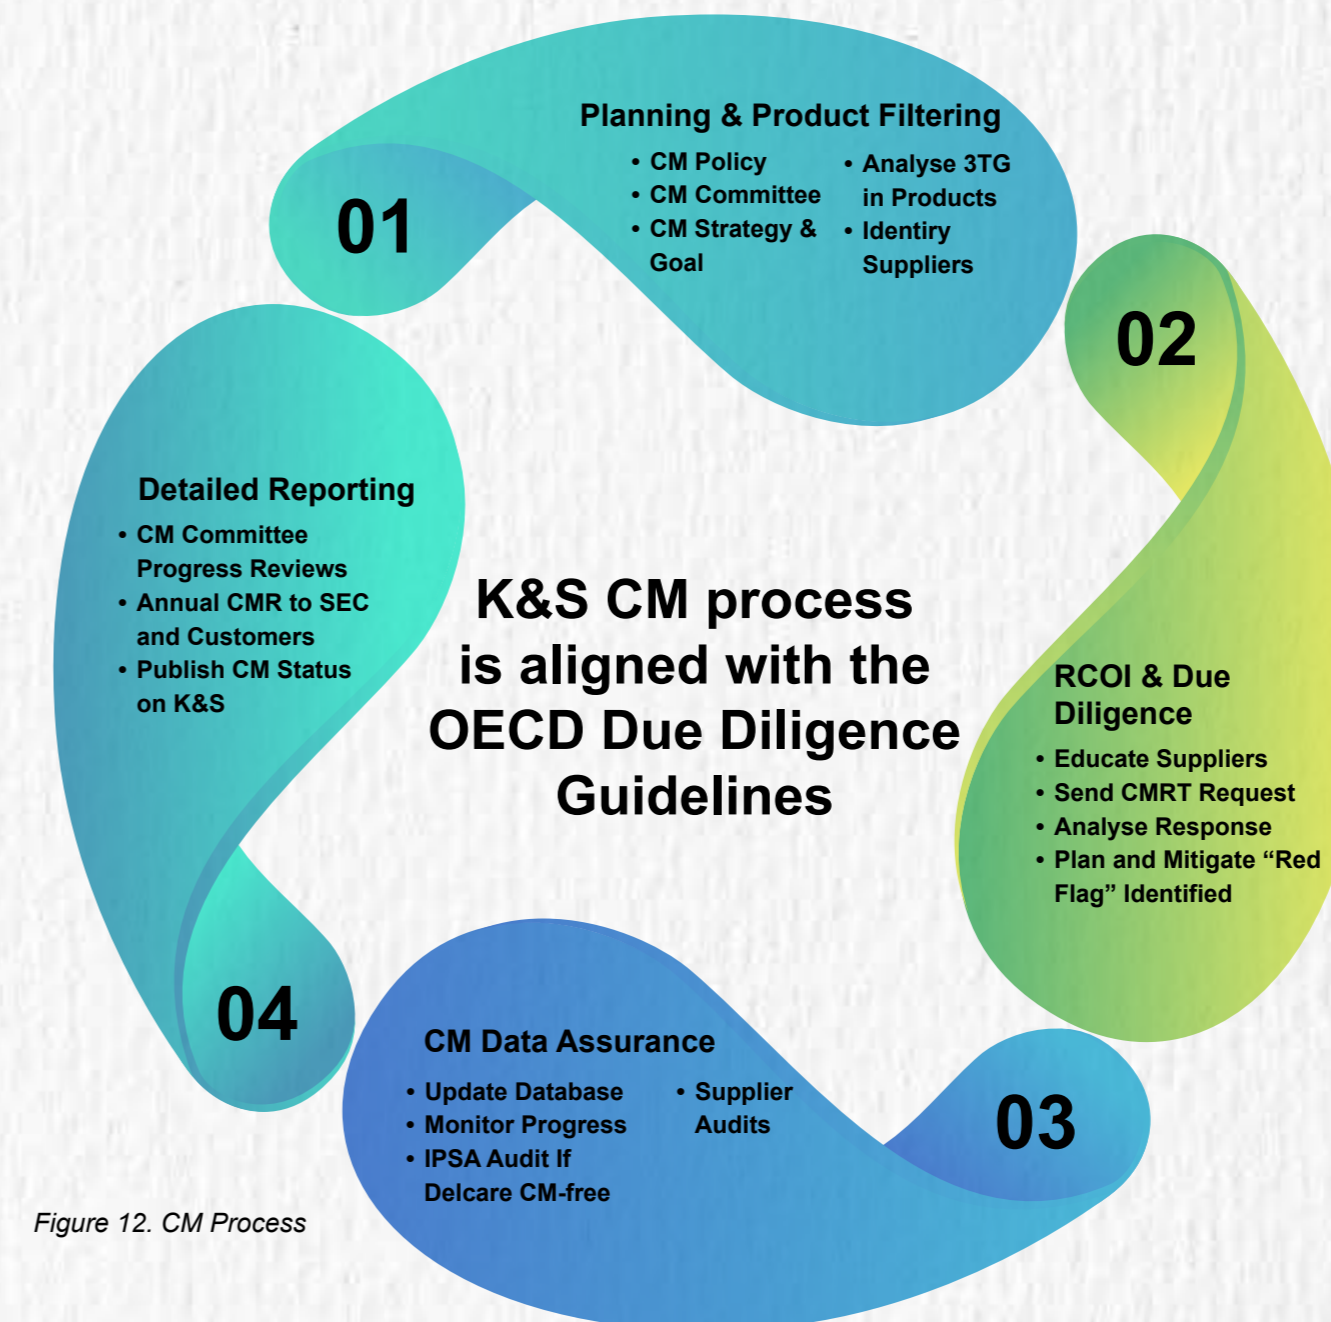 01
Planning & Product Filtering
• CM Policy
• CM Committee
• CM Strategy &
Goal
• Analyse 3TG
in Products
• Identiry
Suppliers
02
RCOI & Due
Diligence
• Educate Suppliers
• Send CMRT Request
• Analyse Response
• Plan and Mitigate “Red
Flag” Identified
03
CM Data Assurance
• Update Database
• Monitor Progress
• IPSA Audit If
Delcare CM-free
• Supplier
Audits
04
Detailed Reporting
• CM Committee
Progress Reviews
• Annual CMR to SEC
and Customers
• Publish CM Status
on K&S
K&S CM process
is aligned with the
OECD Due Diligence
Guidelines
Figure 12. CM Process